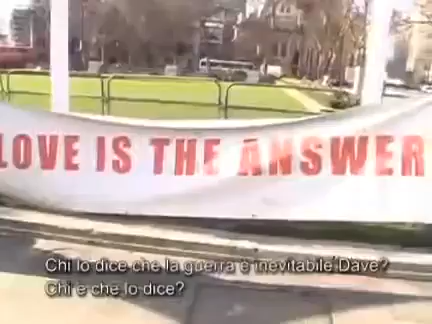 LOVE IS THE ANSWER
Chi lo dice che la guerra è inevitabile Dave?
Chi è che lo dice?